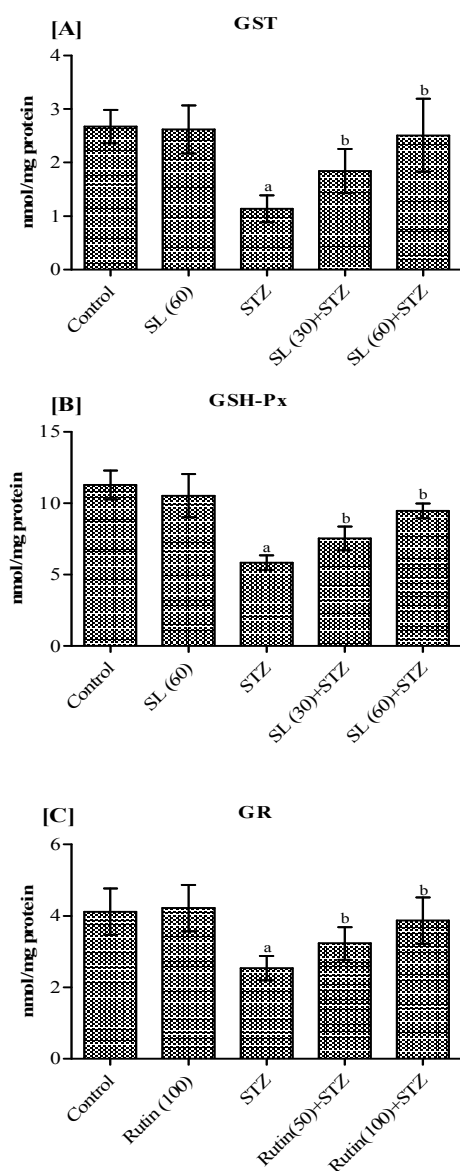 [A] GST
nmol/mg protein
3
2
1
0
a
b
b
Control
SL (60)
STZ
SL (30)+STZ
SL (60)+STZ
4
[B] GSH-Px
nmol/mg protein
15
10
5
0
a
b
b
Control
SL (60)
STZ
SL (30)+STZ
SL (60)+STZ
[C] GR
nmol/mg protein
6
4
2
0
a
b
b
Control
Rutin (100)
STZ
Rutin(50)+STZ
Rutin(100)+STZ